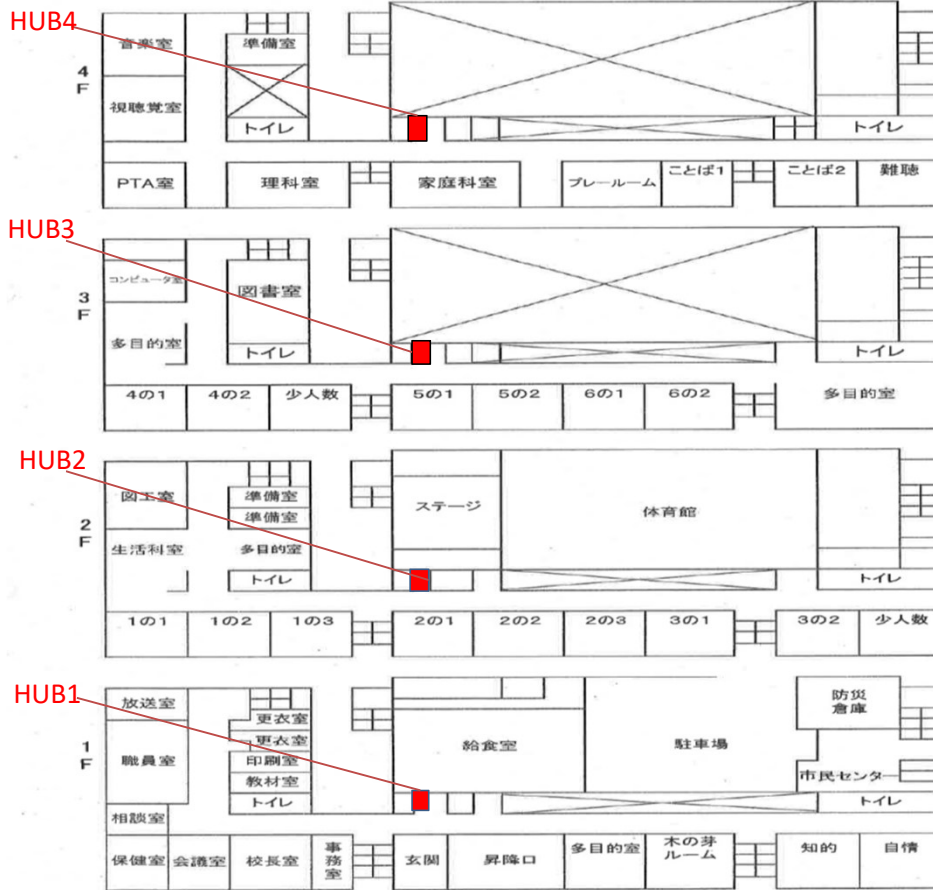 HUB4
音楽室
準備室
4F
視聴覚室
トイレ
トイレ
PTA室
理科室
家庭科室
プレールーム
ことば1
ことば2
難聴
HUB3
コンピュータ室
図書室
3F
多目的室
トイレ
トイレ
4の1
4の2
少人数
5の1
5の2
6の1
6の2
多目的室
HUB2
図工室
準備室
準備室
ステージ
体育館
2F
生活科室
多目的室
トイレ
トイレ
1の1
1の2
1の3
2の1
2の2
2の3
3の1
3の2
少人数
HUB1
放送室
更衣室
防災
倉庫
更衣室
1F
職員室
印刷室
給食室
駐車場
教材室
市民センター
トイレ
トイレ
相談室
保健室
会議室
校長室
事務室
玄関
昇降口
多目的室
木の芽
ルーム
知的
自情